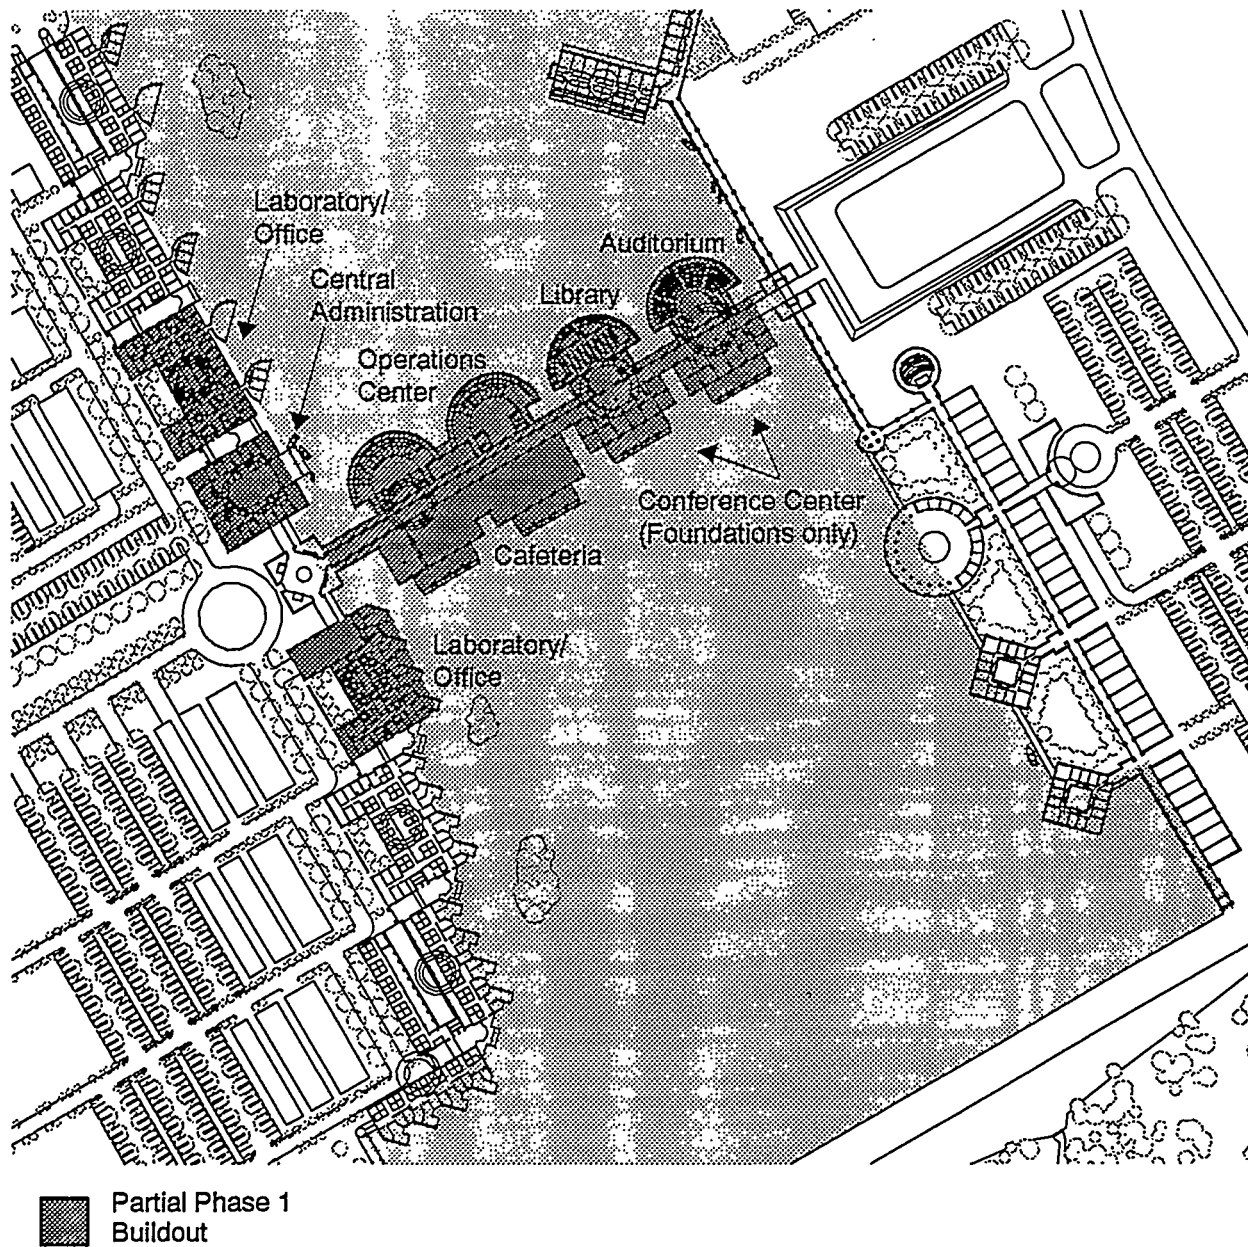 Laboratory/
Office
Central
Administration
Auditorium
Library
Operations
Center
Conference Center
(Foundations only)
Cafeteria
Laboratory/
Office
Partial Phase 1
Buildout